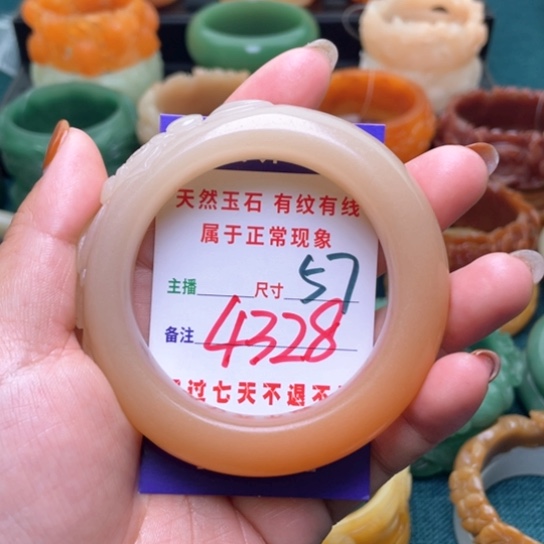 天然玉石 有纹有线
属于正常现象
主播 尺寸 57
备注 4328
过七天不退不